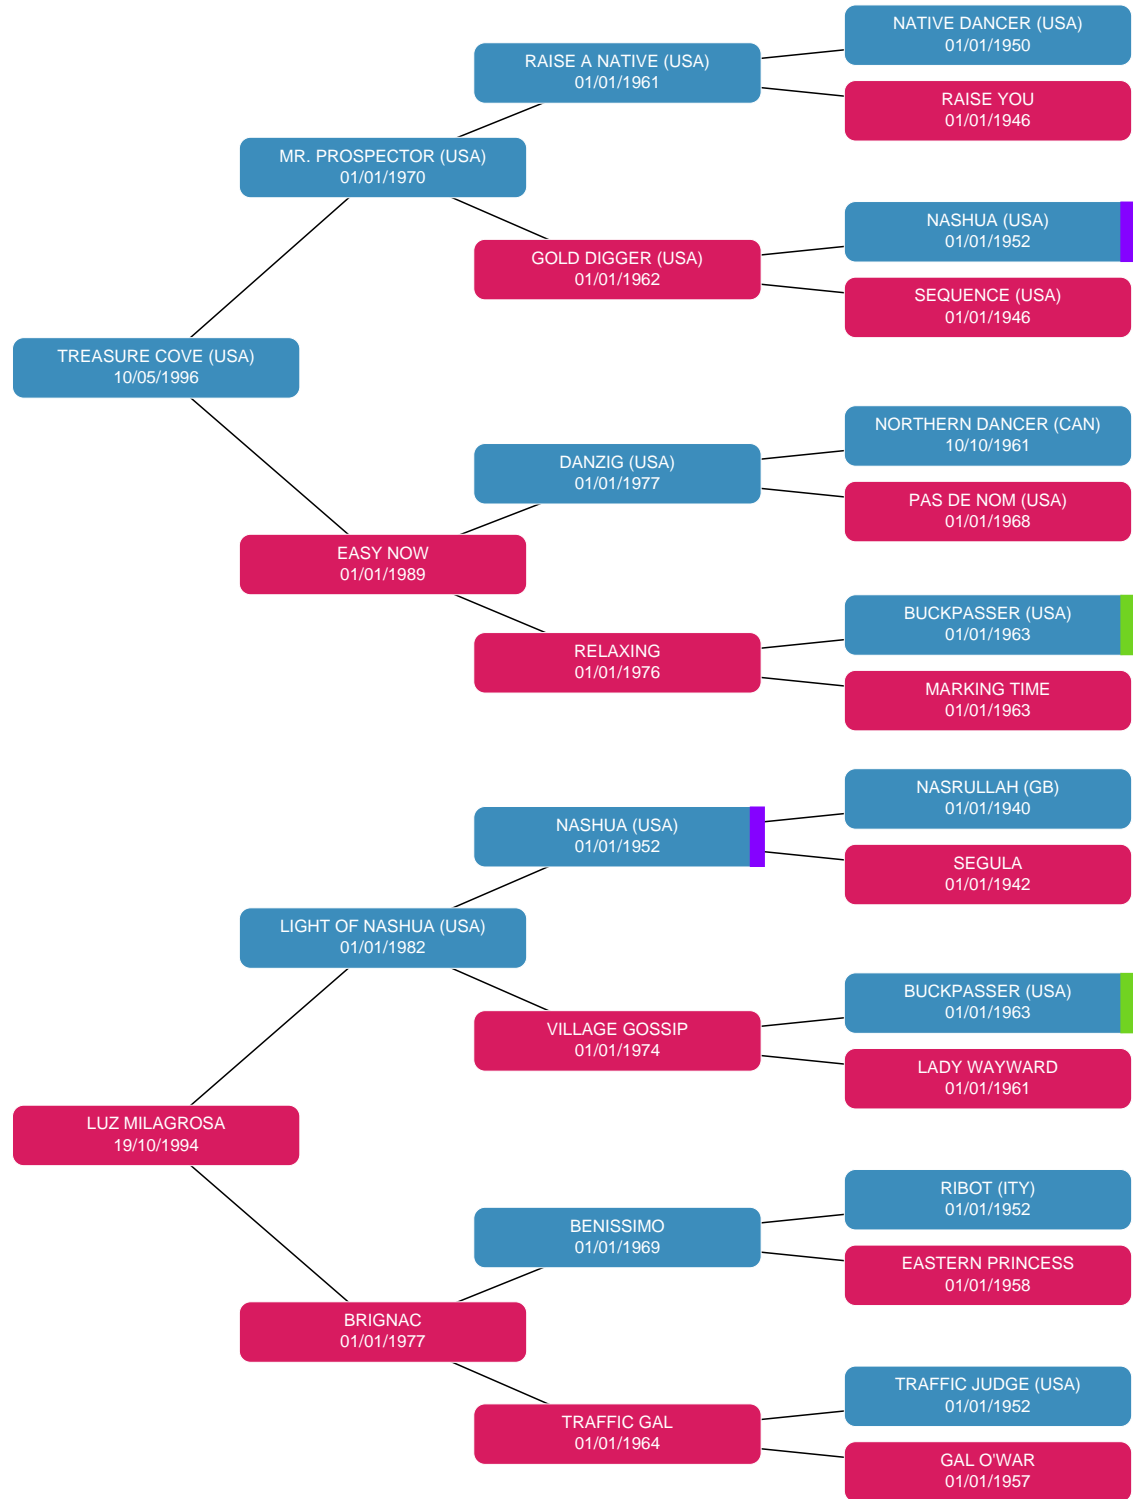 NATIVE DANCER (USA)
01/01/1950
RAISE A NATIVE (USA)
01/01/1961
RAISE YOU
01/01/1946
MR. PROSPECTOR (USA)
01/01/1970
NASHUA (USA)
01/01/1952
GOLD DIGGER (USA)
01/01/1962
SEQUENCE (USA)
01/01/1946
TREASURE COVE (USA)
10/05/1996
NORTHERN DANCER (CAN)
10/10/1961
DANZIG (USA)
01/01/1977
PAS DE NOM (USA)
01/01/1968
EASY NOW
01/01/1989
BUCKPASSER (USA)
01/01/1963
RELAXING
01/01/1976
MARKING TIME
01/01/1963
NASRULLAH (GB)
01/01/1940
NASHUA (USA)
01/01/1952
SEGULA
01/01/1942
LIGHT OF NASHUA (USA)
01/01/1982
BUCKPASSER (USA)
01/01/1963
VILLAGE GOSSIP
01/01/1974
LADY WAYWARD
01/01/1961
LUZ MILAGROSA
19/10/1994
RIBOT (ITY)
01/01/1952
BENISSIMO
01/01/1969
EASTERN PRINCESS
01/01/1958
BRIGNAC
01/01/1977
TRAFFIC JUDGE (USA)
01/01/1952
TRAFFIC GAL
01/01/1964
GAL O'WAR
01/01/1957